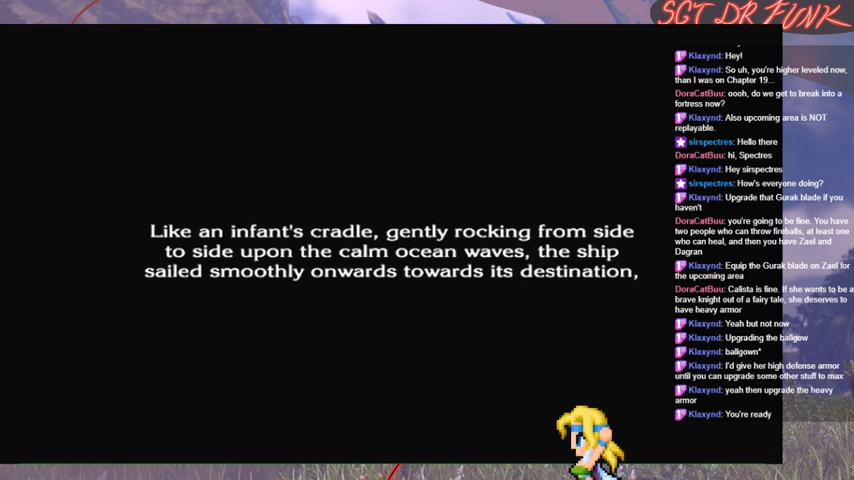 SGT DR FUNK
Klaxynd: Hey!
Klaxynd: So uh, you're higher leveled now,
than I was on Chapter 19...
DoraCatBuu: oooh, do we get to break into a
fortress now?
Klaxynd: Also upcoming area is NOT
replayable.
sirspectres: Hello there
DoraCatBuu: hi, Spectres
Klaxynd: Hey sirspectres
sirspectres: How's everyone doing?
Klaxynd: Upgrade that Gurak blade if you
haven't
DoraCatBuu: you're going to be fine. You have
two people who can throw fireballs, at least one
who can heal, and then you have Zael and
Dagran
Klaxynd: Equip the Gurak blade on Zael for
the upcoming area
DoraCatBuu: Calista is fine. If she wants to be a
brave knight out of a fairy tale, she deserves to
have heavy armor
Klaxynd: Yeah but not now
Klaxynd: Upgrading the ballgow
Klaxynd: ballgown*
Klaxynd: I'd give her high defense armor
until you can upgrade some other stuff to max
Klaxynd: yeah then upgrade the heavy
armor
Klaxynd: You're ready
Like an infant's cradle, gently rocking from side
to side upon the calm ocean waves, the ship
sailed smoothly onwards towards its destination,